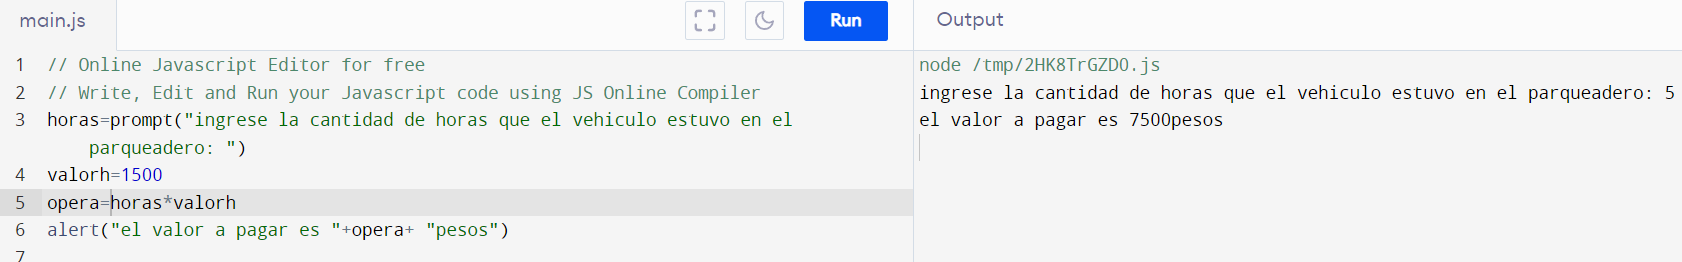 main.js
Run
Output
1 // Online Javascript Editor for free
2 // Write, Edit and Run your Javascript code using JS Online Compiler
3 horas=prompt("ingrese la cantidad de horas que el vehiculo estuvo en el
parqueadero: ")
4 valorh=1500
5 opera=horas*valorh
6 alert("el valor a pagar es "+opera+ "pesos")
7
node /tmp/2HK8TrGZDO.js
ingrese la cantidad de horas que el vehiculo estuvo en el parqueadero: 5
el valor a pagar es 7500pesos